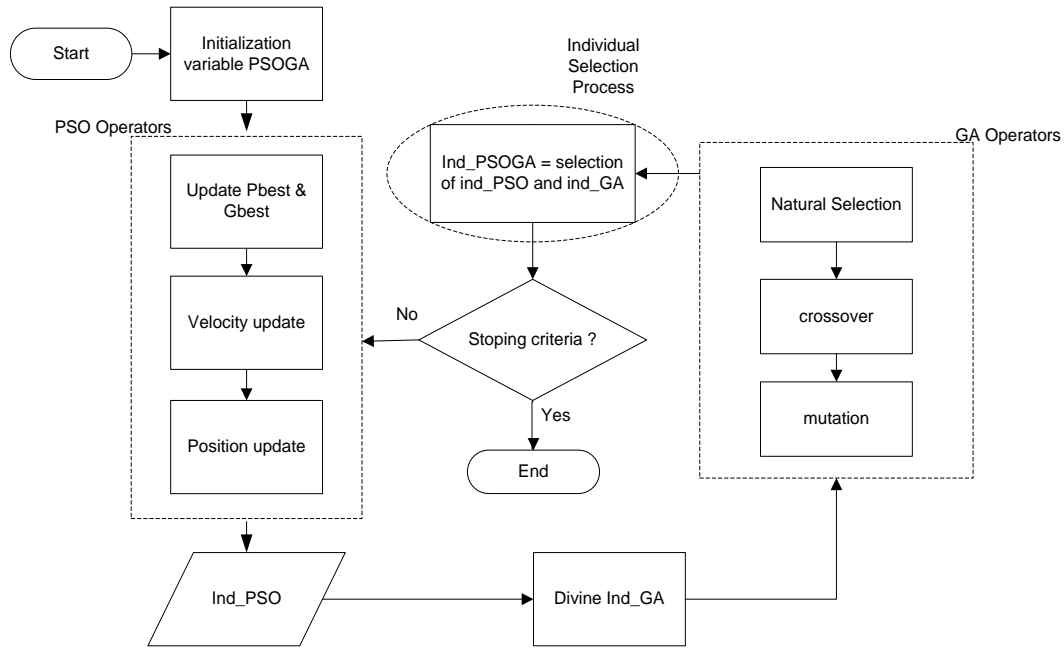 Start
Initialization
variable PSOGA
PSO Operators
Update Pbest &
Gbest
Velocity update
Position update
Ind_PSO
Divine Ind_GA
GA Operators
Natural Selection
crossover
mutation
Individual
Selection
Process
Ind_PSOGA = selection
of ind_PSO and ind_GA
Stoping criteria ?
No
Yes
End